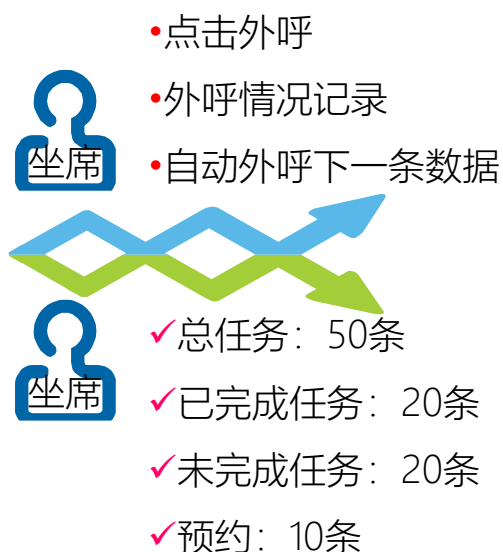 •点击外呼
•外呼情况记录
坐席
•自动外呼下一条数据
✓总任务：50条
坐席
✓已完成任务：20条
✓未完成任务：20条
✓预约：10条